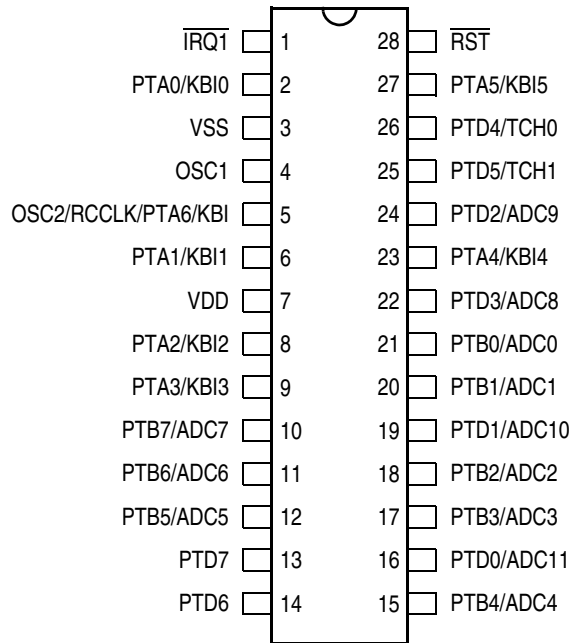 I̅R̅Q̅1̅ 1 28 R̅S̅T̅
PTA0/KBI0 2 27 PTA5/KBI5
VSS 3 26 PTD4/TCH0
OSC1 4 25 PTD5/TCH1
OSC2/RCCLK/PTA6/KBI 5 24 PTD2/ADC9
PTA1/KBI1 6 23 PTA4/KBI4
VDD 7 22 PTD3/ADC8
PTA2/KBI2 8 21 PTB0/ADC0
PTA3/KBI3 9 20 PTB1/ADC1
PTB7/ADC7 10 19 PTD1/ADC10
PTB6/ADC6 11 18 PTB2/ADC2
PTB5/ADC5 12 17 PTB3/ADC3
PTD7 13 16 PTD0/ADC11
PTD6 14 15 PTB4/ADC4